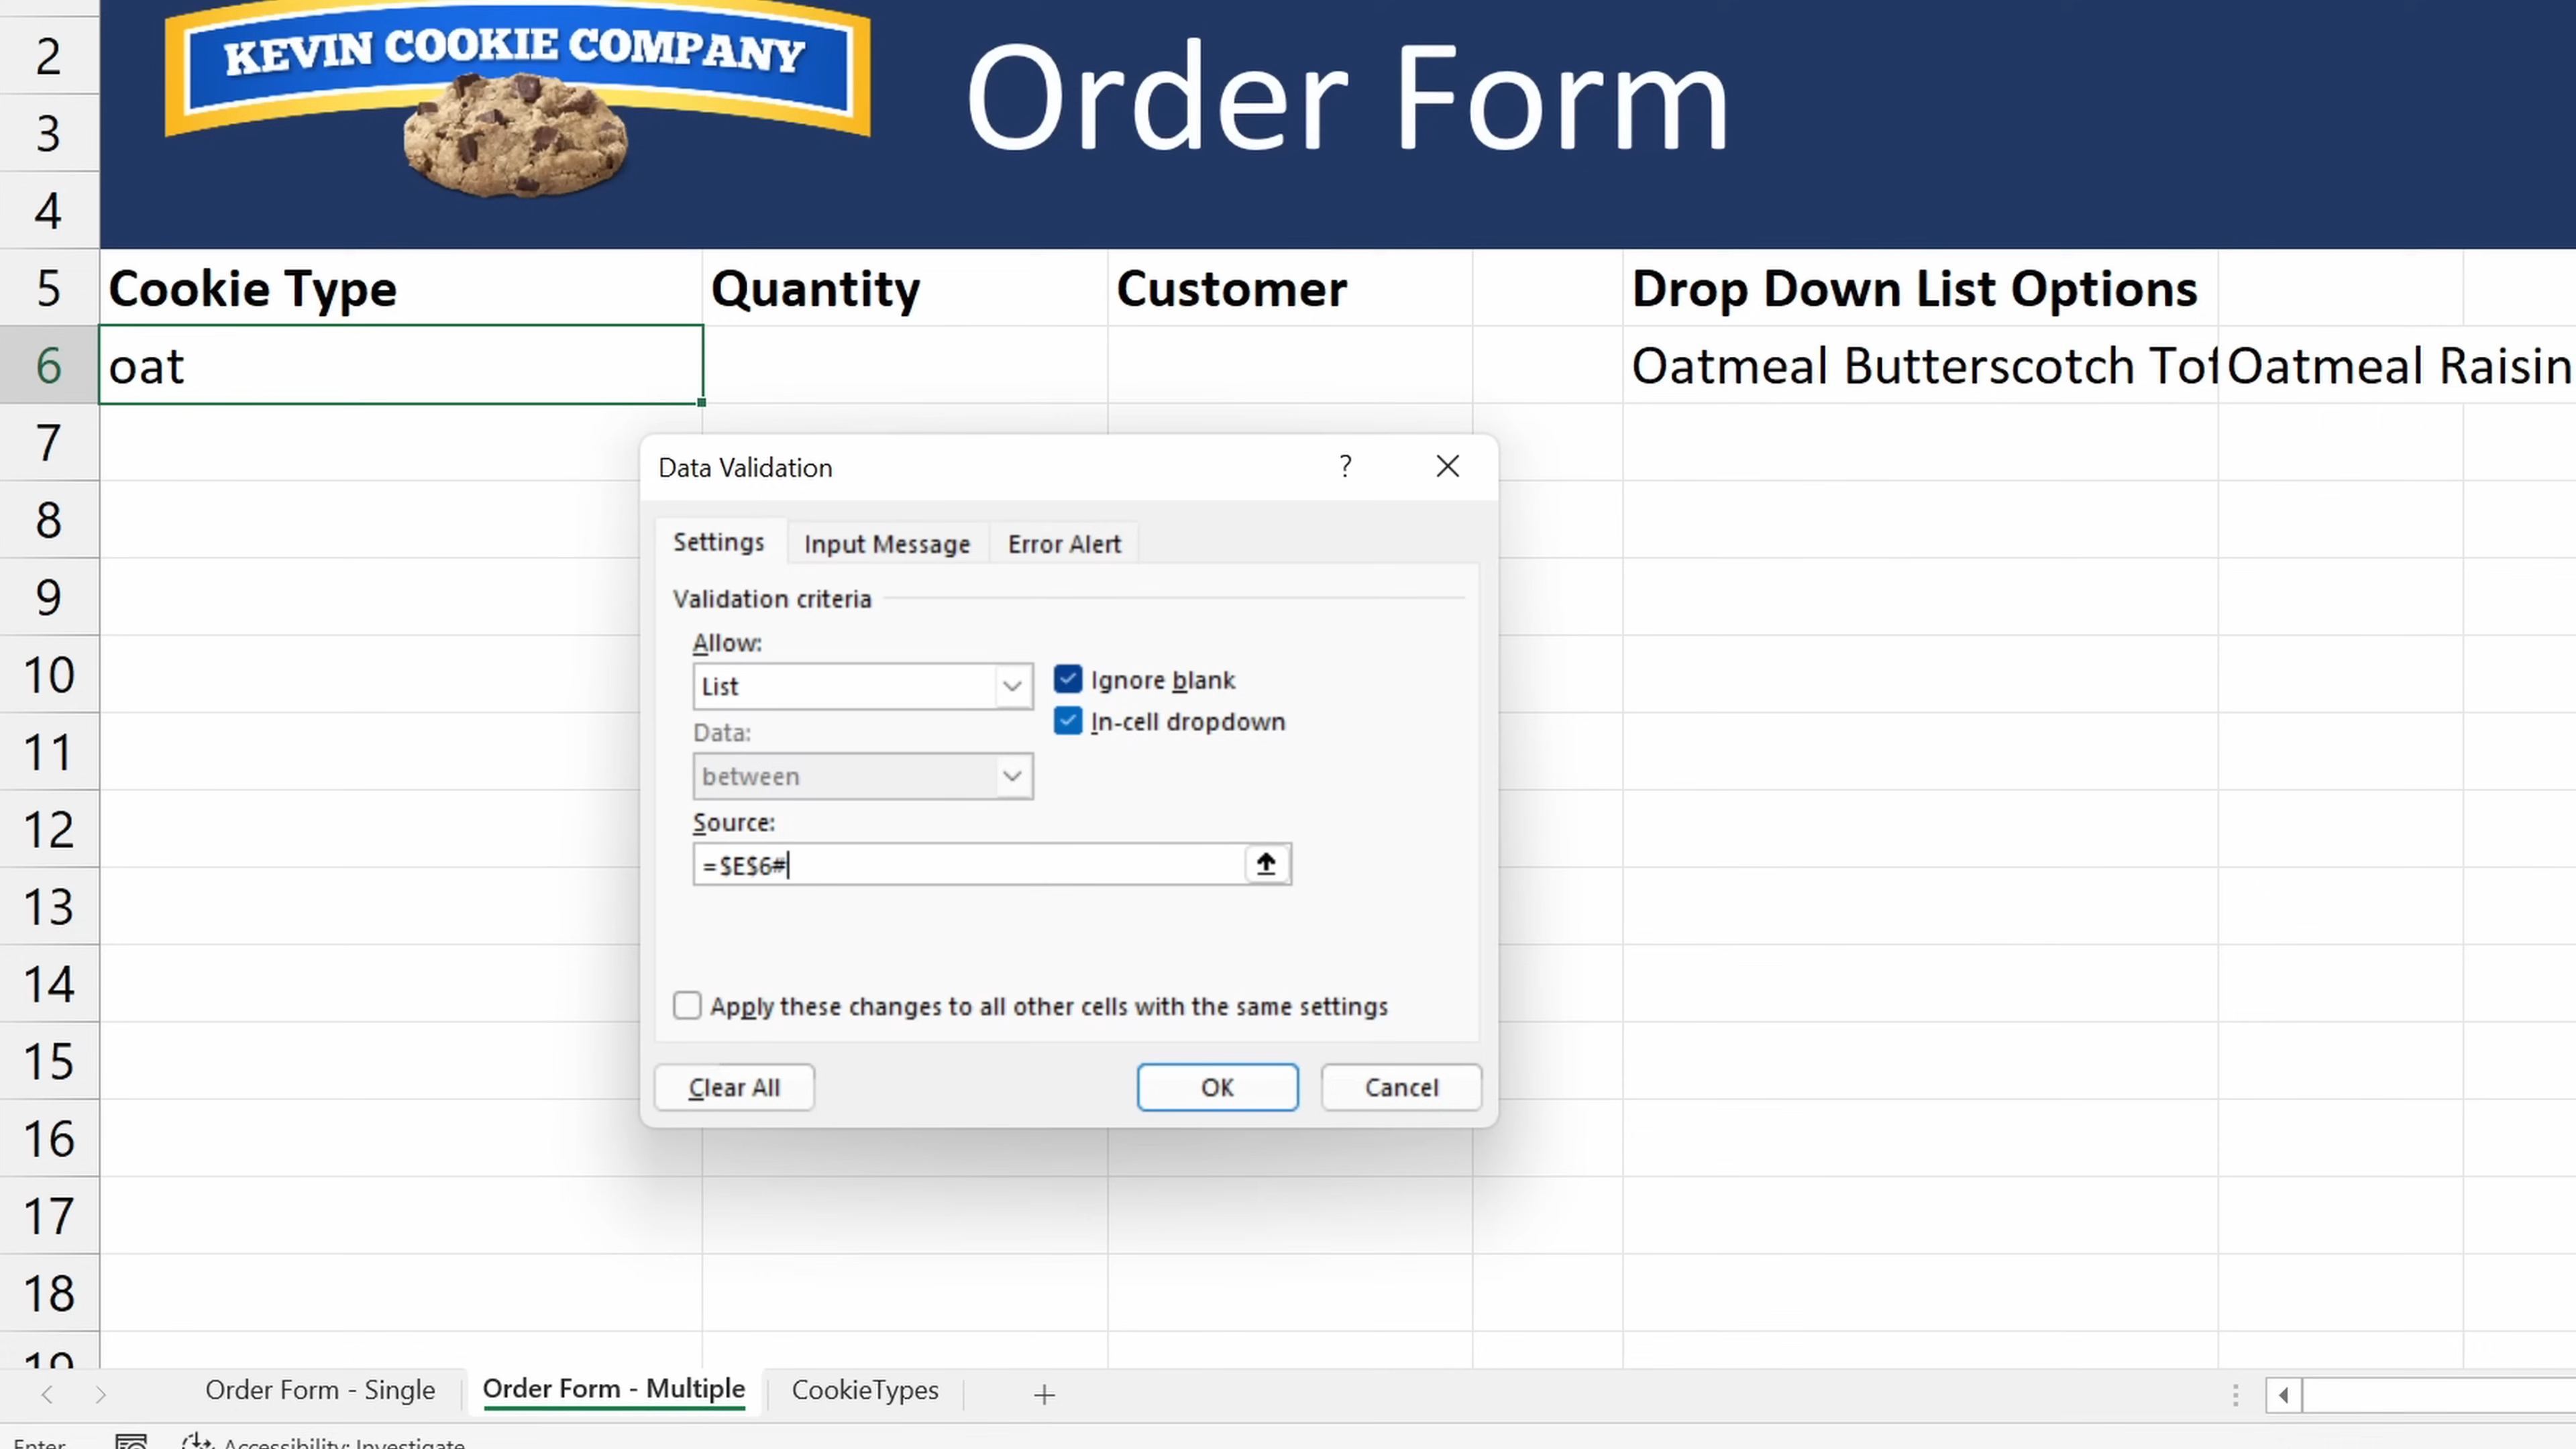 KEVIN COOKIE COMPANY
Order Form
2
3
4
5 Cookie Type Quantity Customer Drop Down List Options
6 oat Oatmeal Butterscotch Tof Oatmeal Raisin
7
8
9
10
11
12
13
14
15
16
17
18
19
Data Validation ?
Settings Input Message Error Alert
Validation criteria
Allow:
List
Ignore blank
In-cell dropdown
Data:
between
Source:
=$E$6#
Apply these changes to all other cells with the same settings
Clear All OK Cancel
Order Form - Single Order Form - Multiple CookieTypes +
Enter Accessibility: Investigate